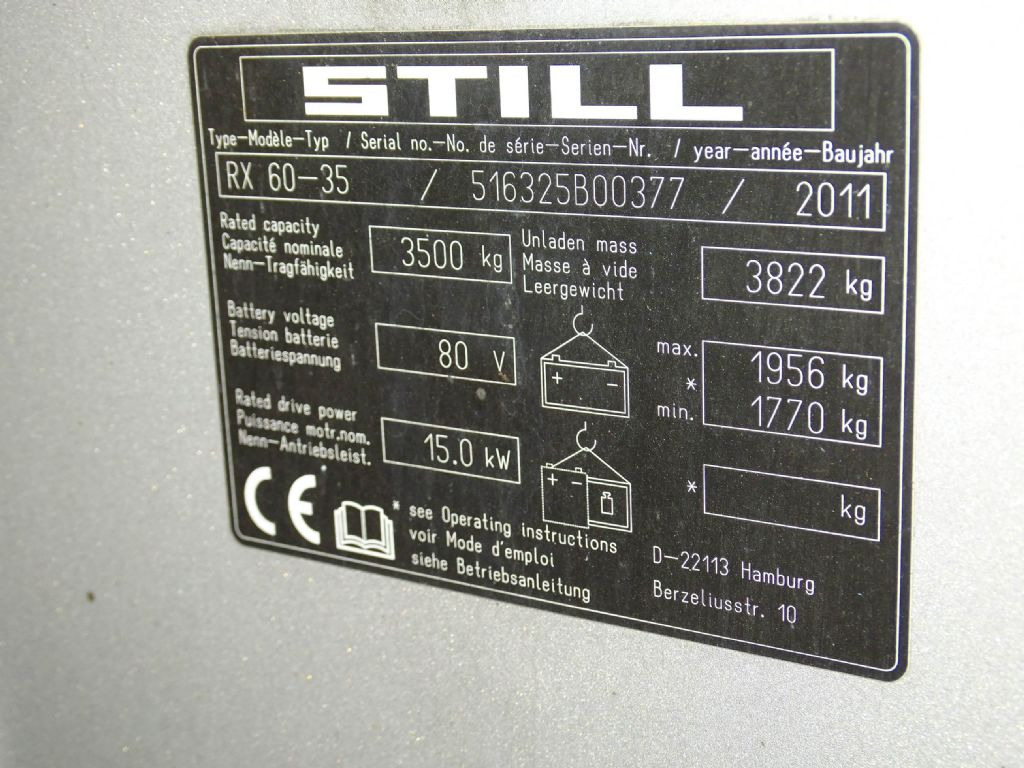 STILL
Type-Modèle-Typ / Serial no.-No. de série-Serien-Nr. / year-année-Baujahr
RX 60-35 / 516325B00377 / 2011
Rated capacity
Capacité nominale
Nenn-Tragfähigkeit
3500 kg
Unladen mass
Masse à vide
Leergewicht
3822 kg
Battery voltage
Tension batterie
Batteriespannung
80 V
+ -
max. 1956 kg
*
min. 1770 kg
Rated drive power
Puissance motr.nom.
Nenn-Antriebsleist.
15.0 kW
+ -
* kg
CE
* see Operating instructions
voir Mode d'emploi
siehe Betriebsanleitung
D-22113 Hamburg
Berzeliusstr. 10